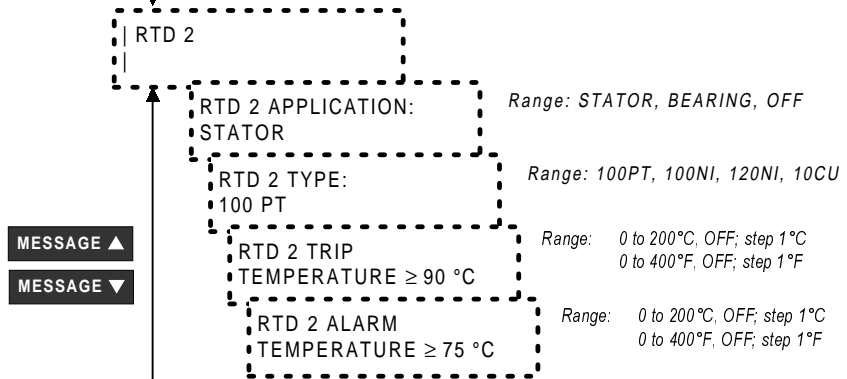 | RTD 2
|
RTD 2 APPLICATION:
STATOR
Range: STATOR, BEARING, OFF
RTD 2 TYPE:
100 PT
Range: 100PT, 100NI, 120NI, 10CU
MESSAGE ▲
MESSAGE ▼
RTD 2 TRIP
TEMPERATURE ≥ 90 °C
Range: 0 to 200°C, OFF; step 1°C
0 to 400°F, OFF; step 1°F
RTD 2 ALARM
TEMPERATURE ≥ 75 °C
Range: 0 to 200°C, OFF; step 1°C
0 to 400°F, OFF; step 1°F